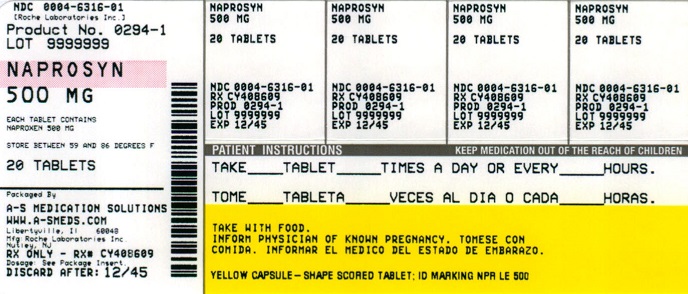 NDC 0004-6316-01
[Roche Laboratories Inc.]
Product No. 0294-1
LOT 9999999
NAPROSYN
500 MG
EACH TABLET CONTAINS
NAPROXEN 500 MG
STORE BETWEEN 59 AND 86 DEGREES F
20 TABLETS
Packaged By
A-S MEDICATION SOLUTIONS
WWW.A-SMEDS.COM
Libertyville, Il 60048
Mfg: Roche Laboratories Inc.
Nutley, NJ
RX ONLY - RX# CY408609
Dosage: See Package Insert.
DISCARD AFTER: 12/45
NAPROSYN
500 MG
20 TABLETS
NDC 0004-6316-01
RX CY408609
PROD 0294-1
LOT 9999999
EXP 12/45
NAPROSYN
500 MG
20 TABLETS
NDC 0004-6316-01
RX CY408609
PROD 0294-1
LOT 9999999
EXP 12/45
NAPROSYN
500 MG
20 TABLETS
NDC 0004-6316-01
RX CY408609
PROD 0294-1
LOT 9999999
EXP 12/45
NAPROSYN
500 MG
20 TABLETS
NDC 0004-6316-01
RX CY408609
PROD 0294-1
LOT 9999999
EXP 12/45
PATIENT INSTRUCTIONS KEEP MEDICATION OUT OF THE REACH OF CHILDREN
TAKE____TABLET____TIMES A DAY OR EVERY_____HOURS.
TOME____TABLETA_____VECES AL DIA O CADA_____HORAS.
TAKE WITH FOOD.
INFORM PHYSICIAN OF KNOWN PREGNANCY. TOMESE CON
COMIDA. INFORMAR EL MEDICO DEL ESTADO DE EMBARAZO.
YELLOW CAPSULE-SHAPE SCORED TABLET; ID MARKING NPR LE 500